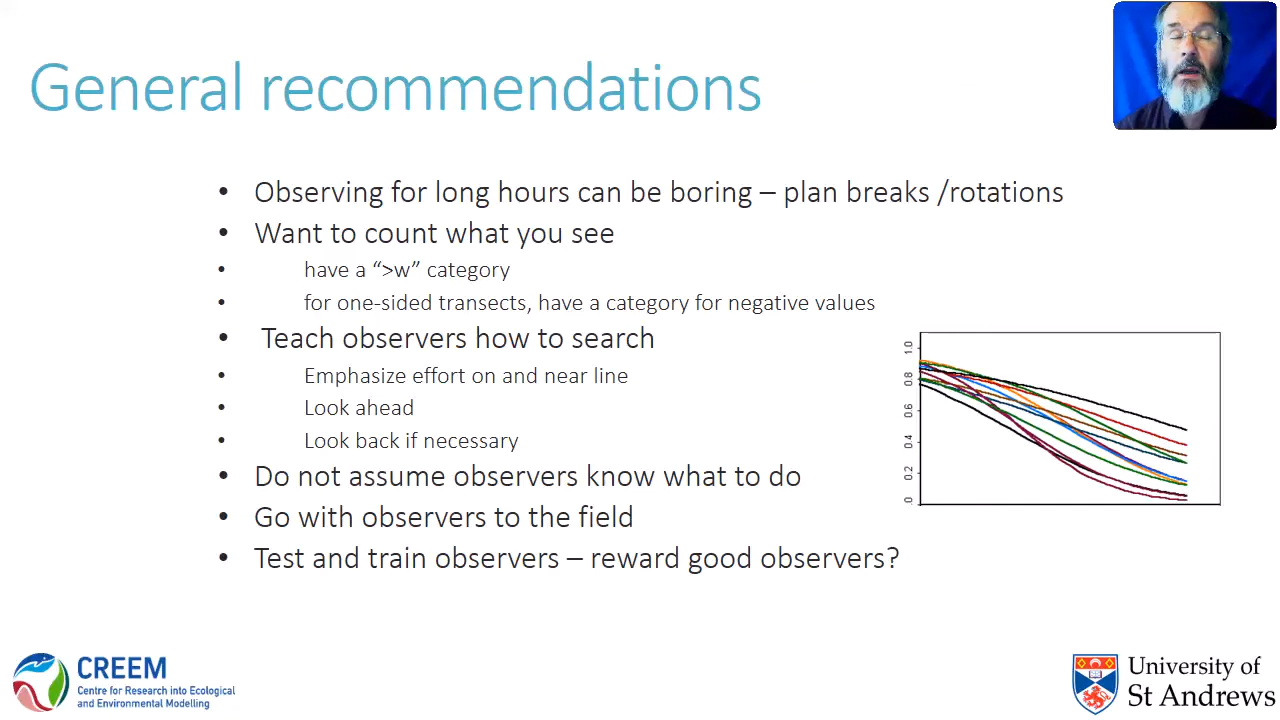 General recommendations
• Observing for long hours can be boring – plan breaks /rotations
• Want to count what you see
• have a “>w” category
• for one-sided transects, have a category for negative values
• Teach observers how to search
• Emphasize effort on and near line
• Look ahead
• Look back if necessary
• Do not assume observers know what to do
• Go with observers to the field
• Test and train observers – reward good observers?
1.0
0.8
0.6
0.4
0.2
0
CREEM
Centre for Research into Ecological
and Environmental Modelling
University of
St Andrews